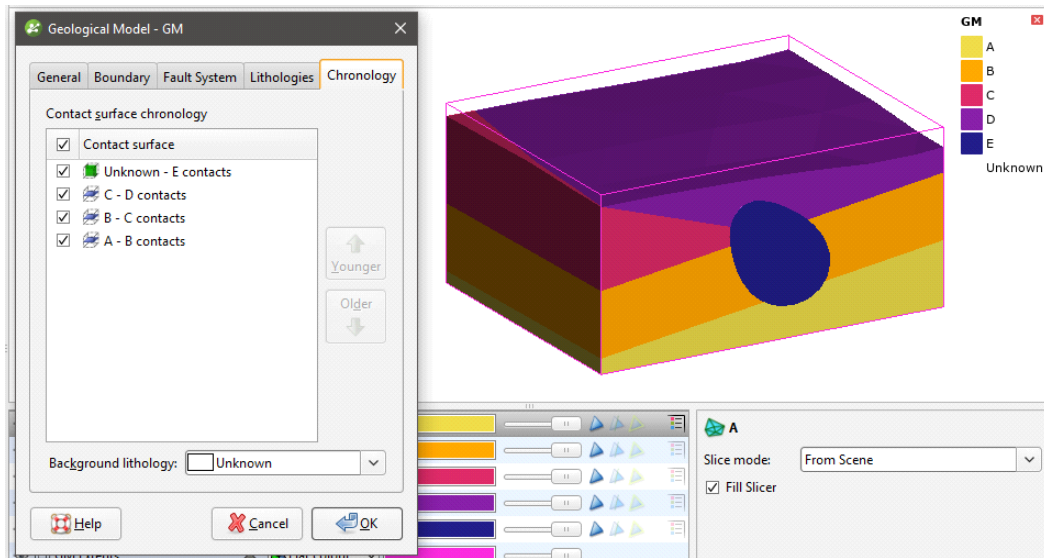 Geological Model - GM
General Boundary Fault System Lithologies Chronology
Contact surface chronology
Contact surface
Unknown - E contacts
C - D contacts
B - C contacts
A - B contacts
Younger
Older
Background lithology: Unknown
Help Cancel OK
GM
A
B
C
D
E
Unknown
A
Slice mode: From Scene
Fill Slicer